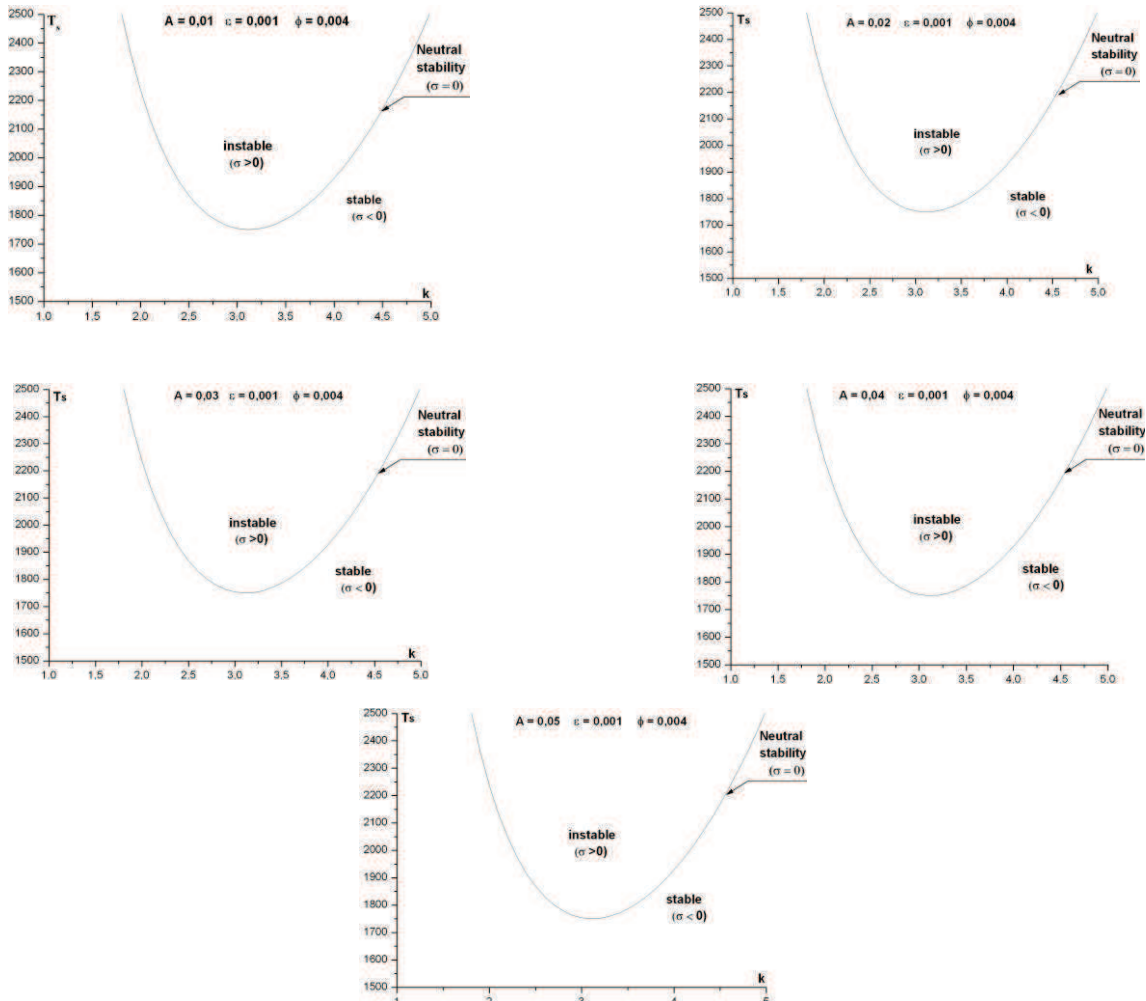 T_s
A = 0,01 ε = 0,001 ϕ = 0,004
2500
2400
2300
2200
2100
2000
1900
1800
1750
1600
1500
Neutral
stability
(σ=0)
instable
(σ >0)
stable
(σ < 0)
k
1.0 1,5 2.0 2.5 3.0 3.5 4.0 4.5 5.0
Ts
A = 0,02 ε = 0,001 ϕ = 0,004
2500
2400
2300
2200
2100
2000
1900
1800
1750
1600
1500
Neutral
stability
(σ=0)
instable
(σ >0)
stable
(σ < 0)
k
1.0 1.5 2.0 2.5 3.0 3.5 4.0 4.5 5.0
Ts
A = 0,03 ε = 0,001 ϕ = 0,004
2500
2400
2300
2200
2100
2000
1900
1800
1750
1600
1500
Neutral
stability
(σ=0)
instable
(σ >0)
stable
(σ < 0)
k
1.0 1.5 2.0 2.5 3.0 3.5 4.0 4.5 5.0
Ts
A = 0,04 ε = 0,001 ϕ = 0,004
2500
2400
2300
2200
2100
2000
1900
1800
1750
1600
1500
Neutral
stability
(σ=0)
instable
(σ >0)
stable
(σ < 0)
1.0 1.5 2.0 2.5 3.0 3.5 4.0 4.5 5.0
Ts
A = 0,05 ε = 0,001 ϕ = 0,004
2500
2400
2300
2200
2100
2000
1900
1800
1750
1600
1500
Neutral
stability
(σ=0)
instable
(σ >0)
stable
(σ < 0)
k
1 2 3 4 5